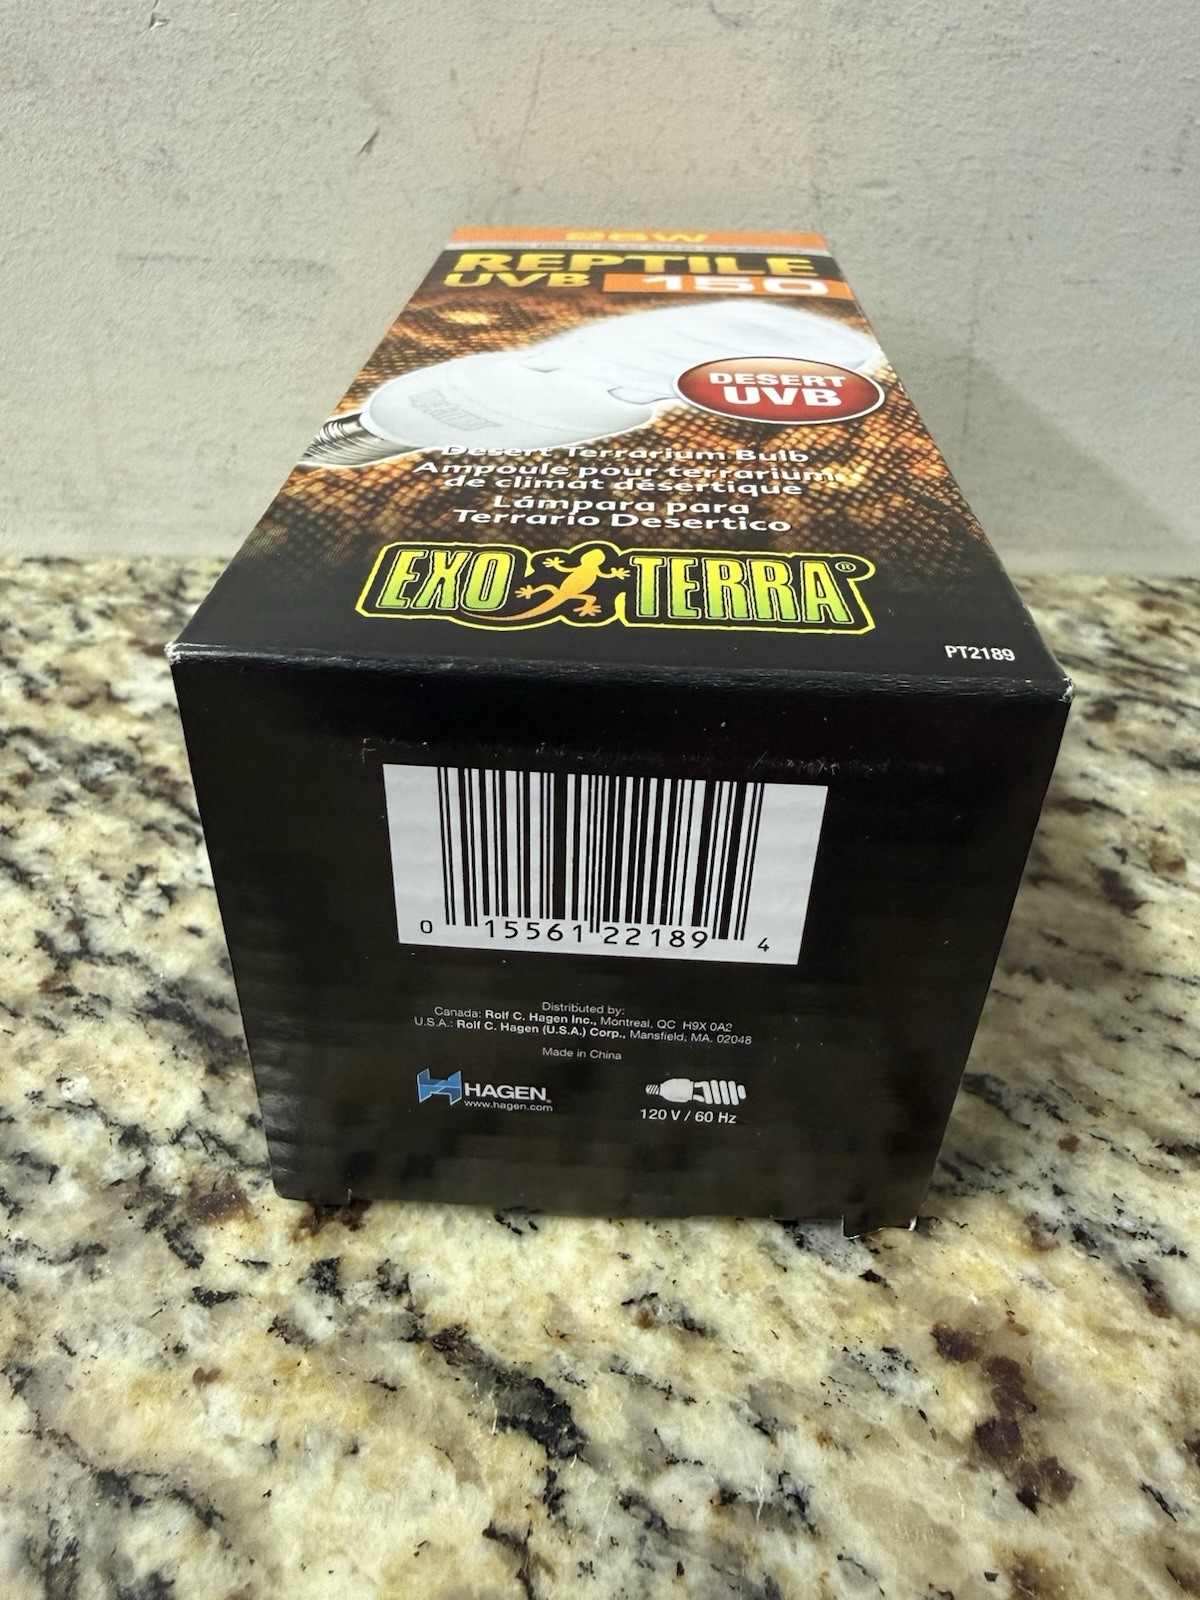 26W
REPTILE
UVB 150
DESERT
UVB
Desert Terrarium Bulb
Ampoule pour terrarium
de climat désertique
Lámpara para
Terrario Desertico
EXO TERRA®
PT2189
0 15561 22189 4
Distributed by:
Canada: Rolf C. Hagen Inc., Montreal, QC H9X 0A2
U.S.A.: Rolf C. Hagen (U.S.A.) Corp., Mansfield, MA. 02048
Made in China
HAGEN®
www.hagen.com
120 V / 60 Hz